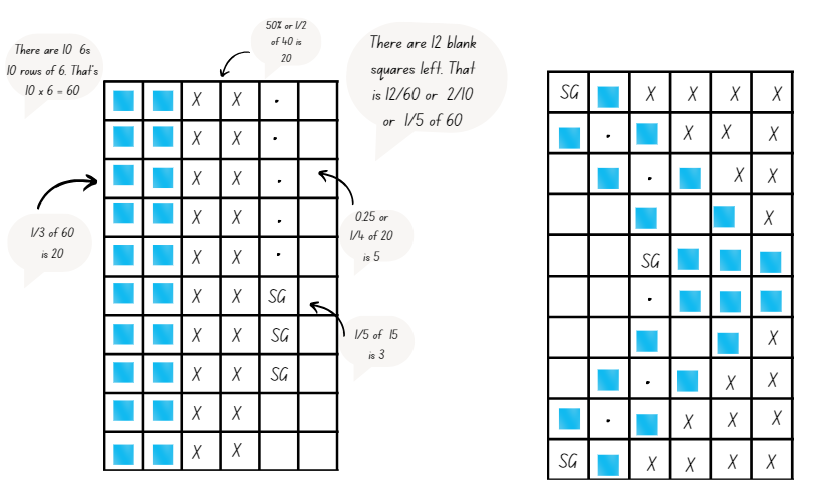 There are 10 6s
10 rows of 6. That's
10 x 6 = 60
50% or 1/2
of 40 is
20
There are 12 blank
squares left. That
is 12/60 or 2/10
or 1/5 of 60
1/3 of 60
is 20
0.25 or
1/4 of 20
is 5
1/5 of 15
is 3
X X .
X X .
X X .
X X .
X X .
X X SG
X X SG
X X SG
X X
X X
SG X X X X
. X X X
. X X
X
SG
.
X
. X X
. X X X
SG X X X X